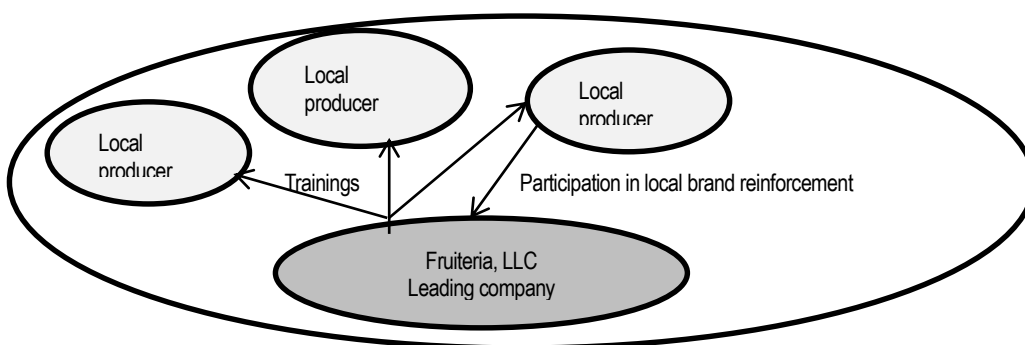 Local
producer
Local
producer
Local
producer
Trainings
Participation in local brand reinforcement
Fruiteria, LLC
Leading company